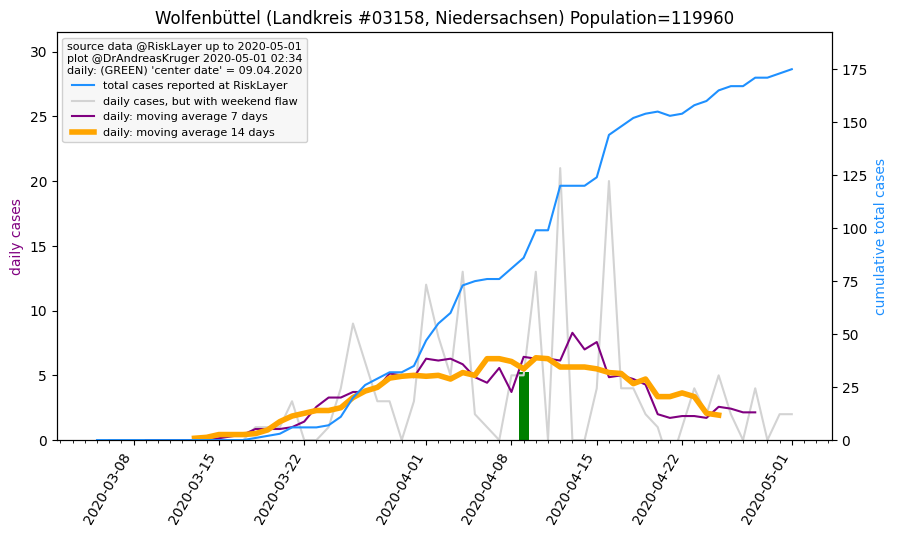 Wolfenbüttel (Landkreis #03158, Niedersachsen) Population=119960
source data @RiskLayer up to 2020-05-01
plot @DrAndreasKruger 2020-05-01 02:34
daily: (GREEN) 'center date' = 09.04.2020
total cases reported at RiskLayer
daily cases, but with weekend flaw
daily: moving average 7 days
daily: moving average 14 days
daily cases
30
25
20
15
10
5
0
cumulative total cases
175
150
125
100
75
50
25
0
2020-03-08
2020-03-15
2020-03-22
2020-04-01
2020-04-08
2020-04-15
2020-04-22
2020-05-01